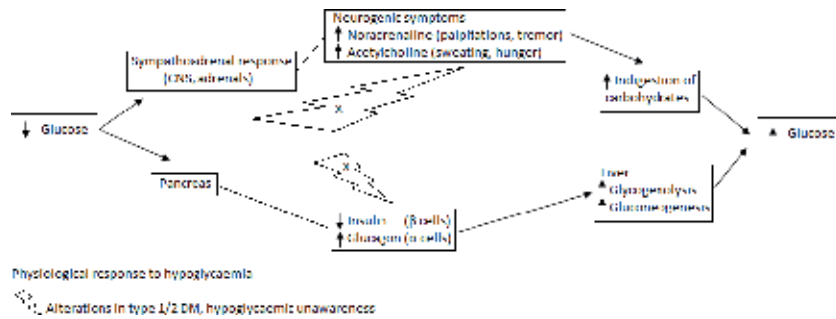 Neurogenic symptoms
Noradrenaline (palpitations, tremor)
Acetylcholine (sweating, hunger)
Sympathoadrenal response
(CNS, adrenals)
Indigestion of
carbohydrates
Glucose
X
Glucose
X
Pancreas
Liver
Glycogenolysis
Gluconeogenesis
Insulin (β cells)
Glucagon (α cells)
Physiological response to hypoglycaemia
Alterations in type 1/2 DM, hypoglycaemic unawareness